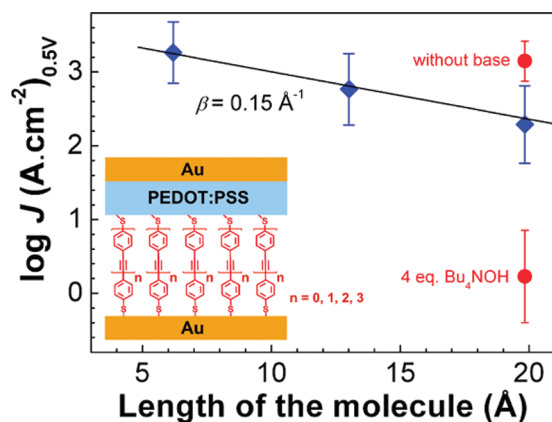 log J (A.cm⁻²)₀.₅ᵥ
3
2
1
0
without base
β = 0.15 Å⁻¹
Au
PEDOT:PSS
S S S S S
n n n n n
S S S S S
n = 0, 1, 2, 3
Au
4 eq. Bu₄NOH
5 10 15 20
Length of the molecule (Å)